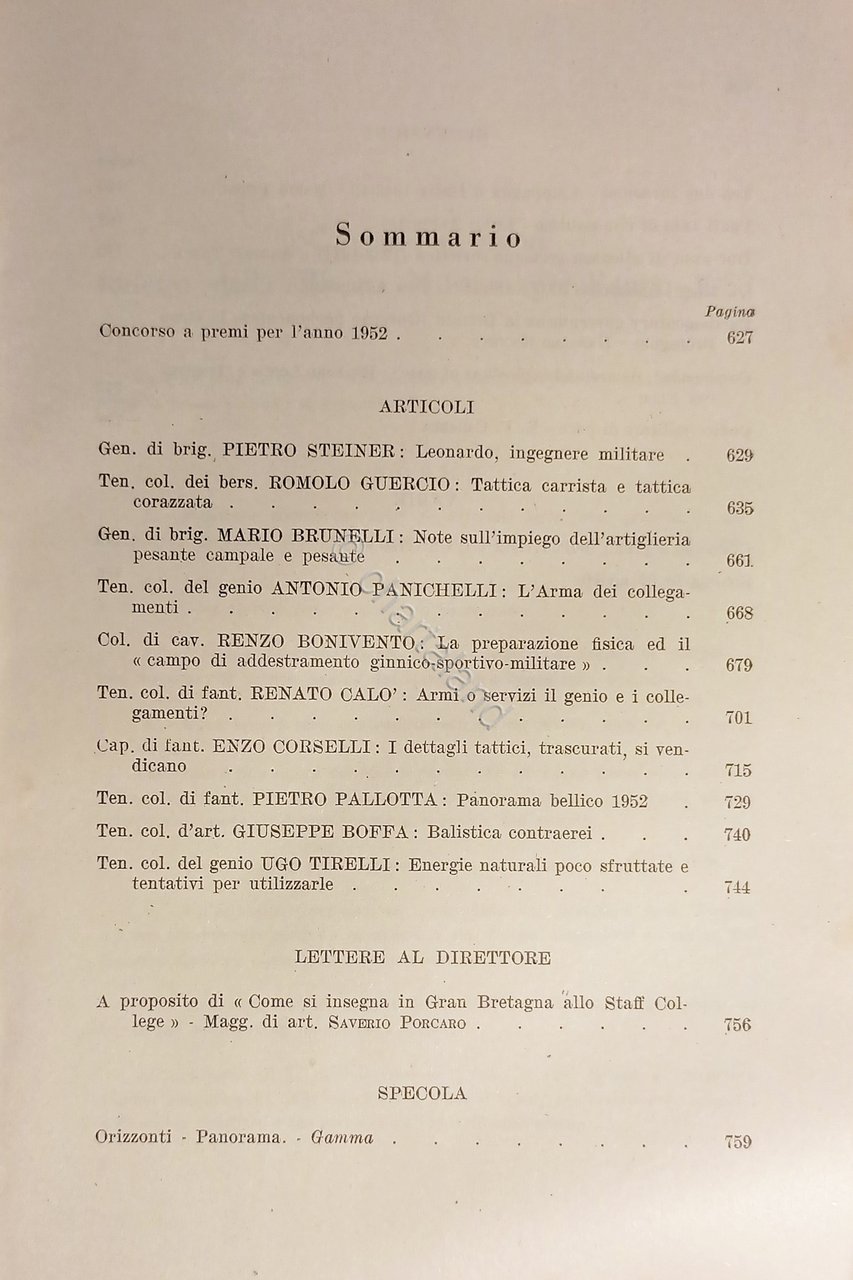 Sommario
Pagina
Concorso a premi per l'anno 1952 . . . . . . . . 627
ARTICOLI
Gen. di brig. PIETRO STEINER: Leonardo, ingegnere militare . 629
Ten. col. dei bers. ROMOLO GUERCIO: Tattica carrista e tattica
corazzata . . . . . . . . . . . . 635
Gen. di brig. MARIO BRUNELLI: Note sull'impiego dell'artiglieria
pesante campale e pesante . . . . . . . . 661
Ten. col. del genio ANTONIO PANICHELLI: L'Arma dei collega-
menti . . . . . . . . . . . . . 668
Col. di cav. RENZO BONIVENTO: La preparazione fisica ed il
« campo di addestramento ginnico-sportivo-militare » . . . 679
Ten. col. di fant. RENATO CALO': Armi o servizi il genio e i colle-
gamenti? . . . . . . . . . . . . 701
Cap. di fant. ENZO CORSELLI: I dettagli tattici, trascurati, si ven-
dicano . . . . . . . . . . . . 715
Ten. col. di fant. PIETRO PALLOTTA: Panorama bellico 1952 . 729
Ten. col. d'art. GIUSEPPE BOFFA: Balistica contraerei . . . 740
Ten. col. del genio UGO TIRELLI: Energie naturali poco sfruttate e
tentativi per utilizzarle . . . . . . . . 744
LETTERE AL DIRETTORE
A proposito di « Come si insegna in Gran Bretagna allo Staff Col-
lege » - Magg. di art. SAVERIO PORCARO . . . . . . 756
SPECOLA
Orizzonti - Panorama. - Gamma . . . . . . . . 759
© Chartaland